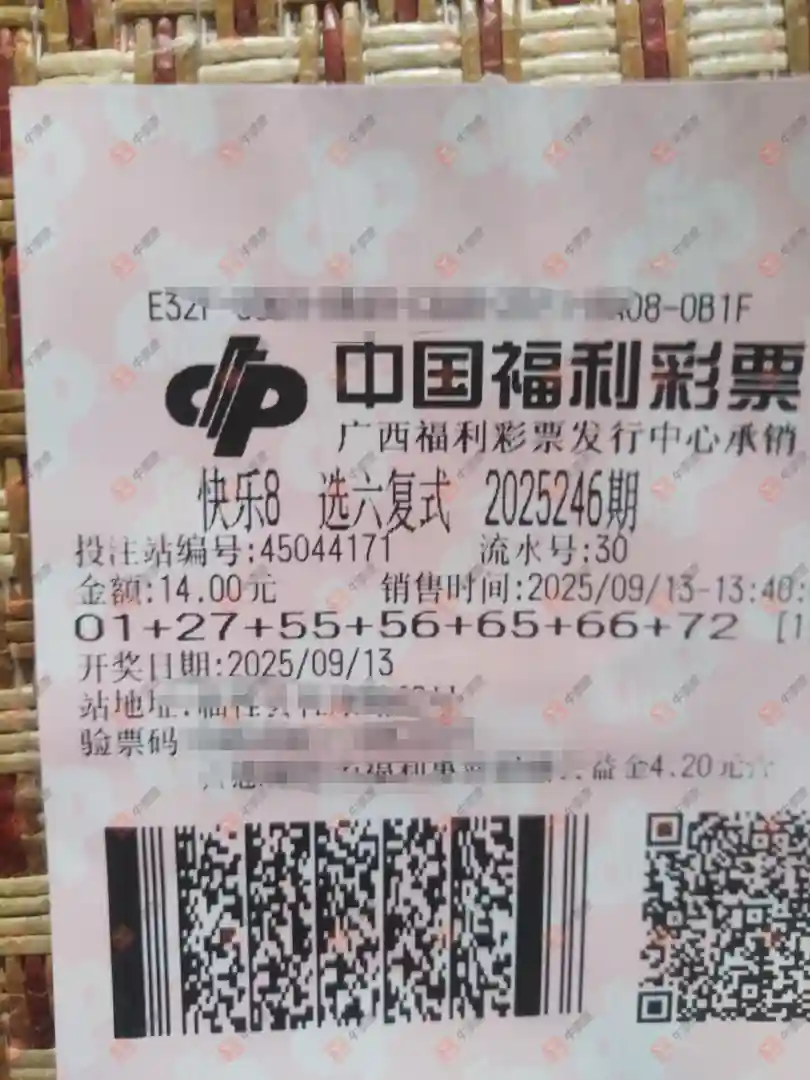 E32F
08-0B1F
中国福利彩票
广西福利彩票发行中心承销
快乐8 选六复式 2025246期
投注站编号:45044171 流水号:30
金额:14.00元 销售时间:2025/09/13-13:40:
01+27+55+56+65+66+72 [1
开奖日期:2025/09/13
站地址:
验票码
益金4.20元